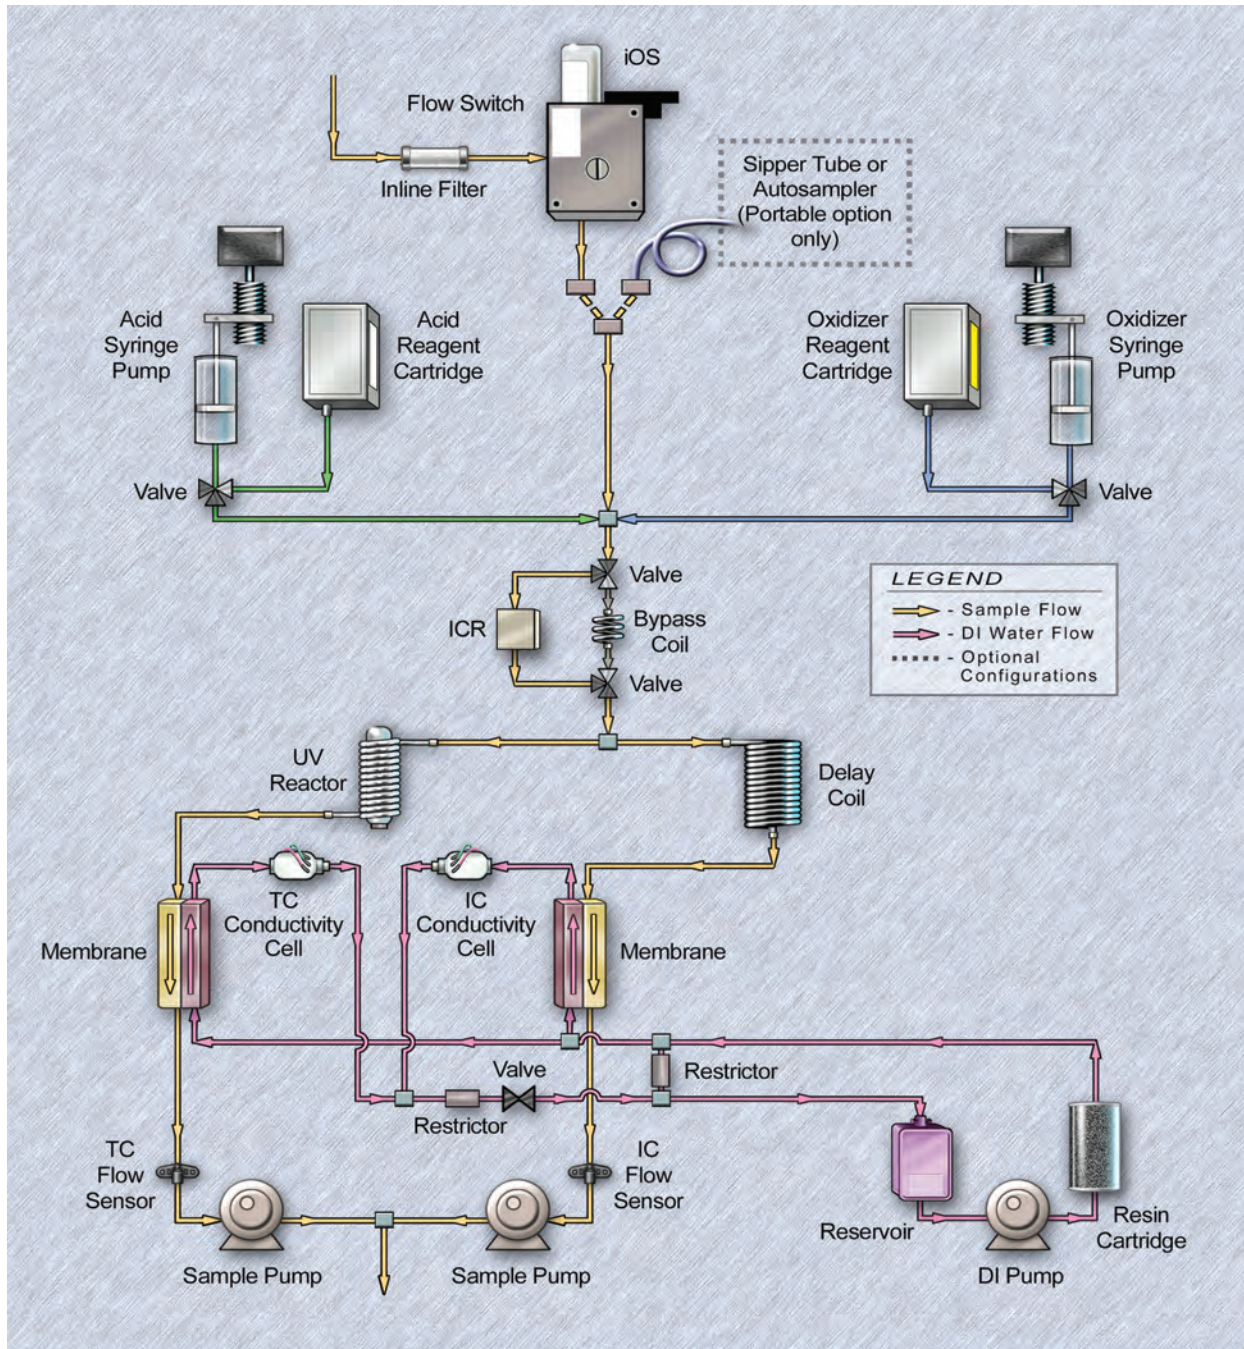 iOS
Flow Switch
Inline Filter
Sipper Tube or
Autosampler
(Portable option
only)
Acid
Syringe
Pump
Acid
Reagent
Cartridge
Oxidizer
Reagent
Cartridge
Oxidizer
Syringe
Pump
Valve
Valve
Valve
ICR
Bypass
Coil
Valve
LEGEND
- Sample Flow
- DI Water Flow
- Optional
Configurations
UV
Reactor
Delay
Coil
TC
Conductivity
Cell
IC
Conductivity
Cell
Membrane
Membrane
Valve
Restrictor
Restrictor
TC
Flow
Sensor
IC
Flow
Sensor
Reservoir
Resin
Cartridge
Sample Pump
Sample Pump
DI Pump